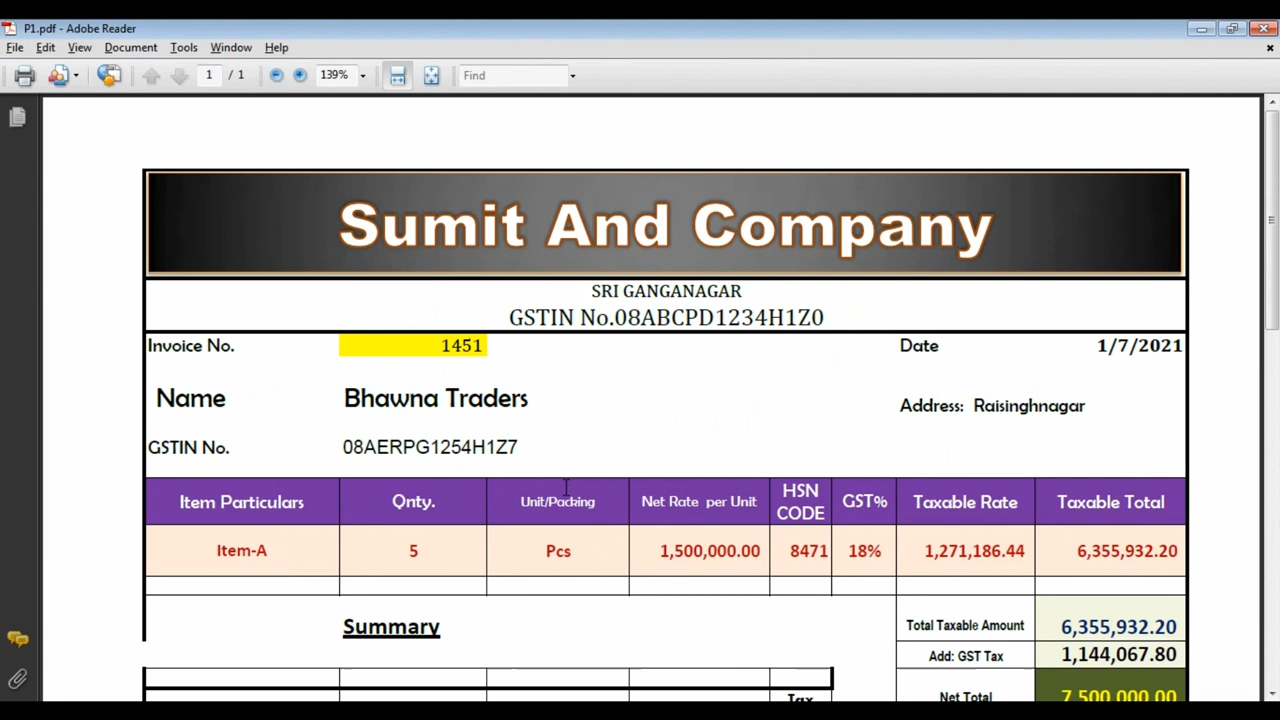 P1.pdf - Adobe Reader
File Edit View Document Tools Window Help
1 / 1 139% Find
Sumit And Company
SRI GANGANAGAR
GSTIN No.08ABCPD1234H1Z0
Invoice No. 1451 Date 1/7/2021
Name Bhawna Traders Address: Raisinghnagar
GSTIN No. 08AERPG1254H1Z7
Item Particulars Qnty. Unit/Packing Net Rate per Unit HSN CODE GST% Taxable Rate Taxable Total
Item-A 5 Pcs 1,500,000.00 8471 18% 1,271,186.44 6,355,932.20
Summary Total Taxable Amount 6,355,932.20
Add: GST Tax 1,144,067.80
Net Total 7,500,000.00
Tax